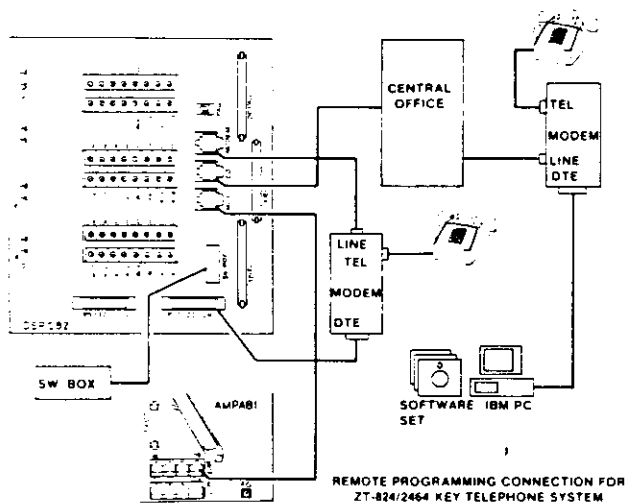 CENTRAL
OFFICE
TEL
MODEM
LINE
DTE
LINE
TEL
MODEM
DTE
SW BOX
AMPAB1
SOFTWARE
SET
IBM PC
REMOTE PROGRAMMING CONNECTION FOR
ZT-824/2464 KEY TELEPHONE SYSTEM